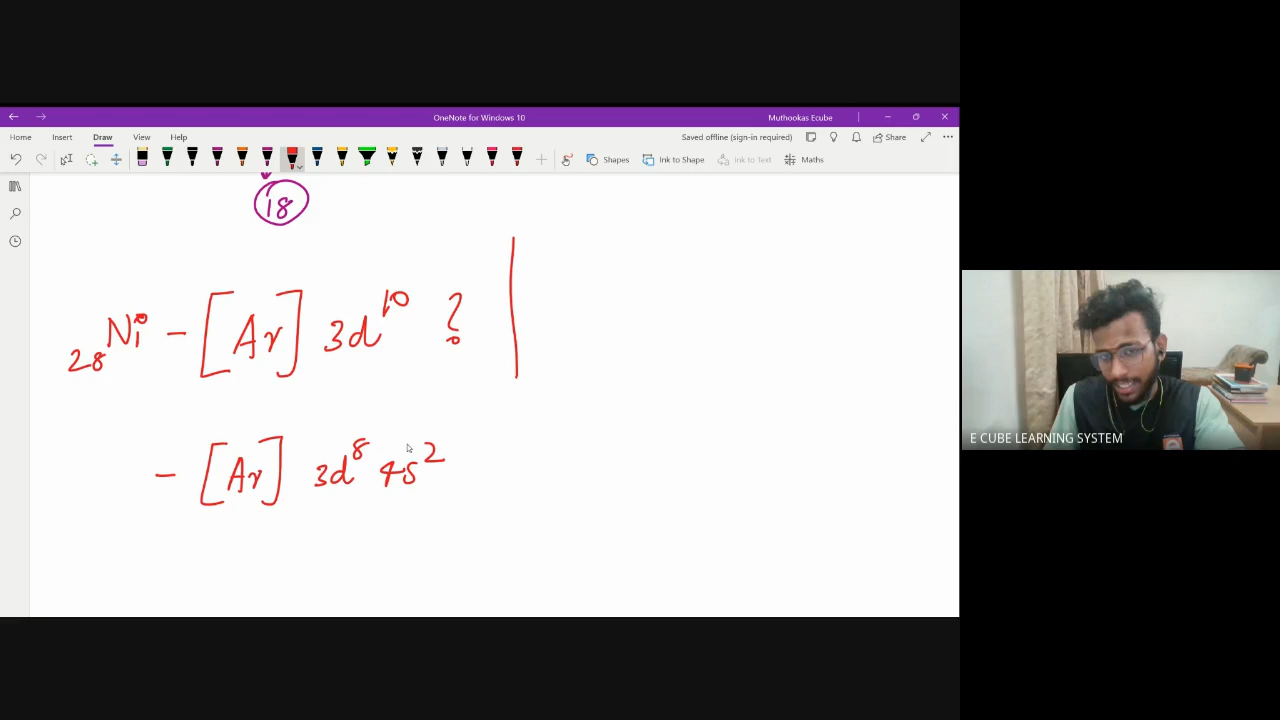 OneNote for Windows 10
Muthookas Ecube
Home Insert Draw View Help
Saved offline (sign-in required)
Share
Shapes
Ink to Shape
Ink to Text
Maths
18
28Ni - [Ar] 3d10 ?
- [Ar] 3d8 4s2
E CUBE LEARNING SYSTEM